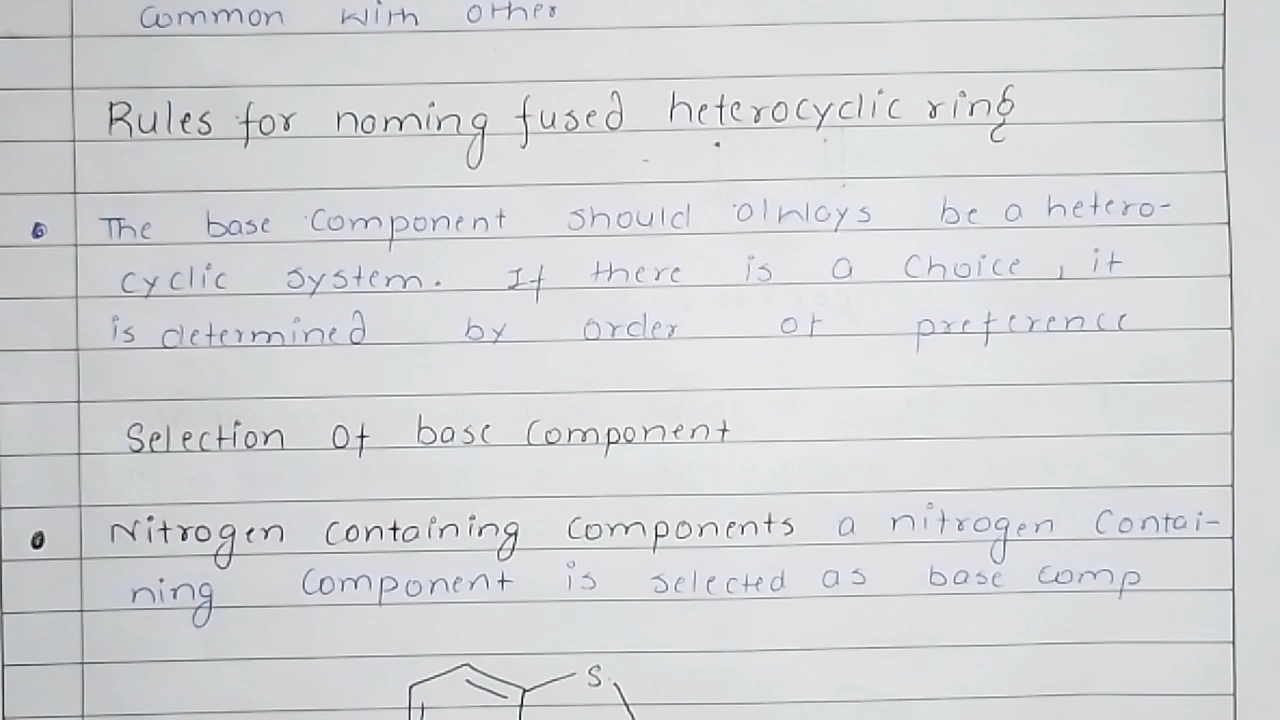 common with other
Rules for noming fused heterocyclic ring
The base component should always be a hetero-
cyclic system. If there is a choice, it
is determined by order of preference
Selection of base component
Nitrogen containing components a nitrogen contai-
ning component is selected as base comp
S